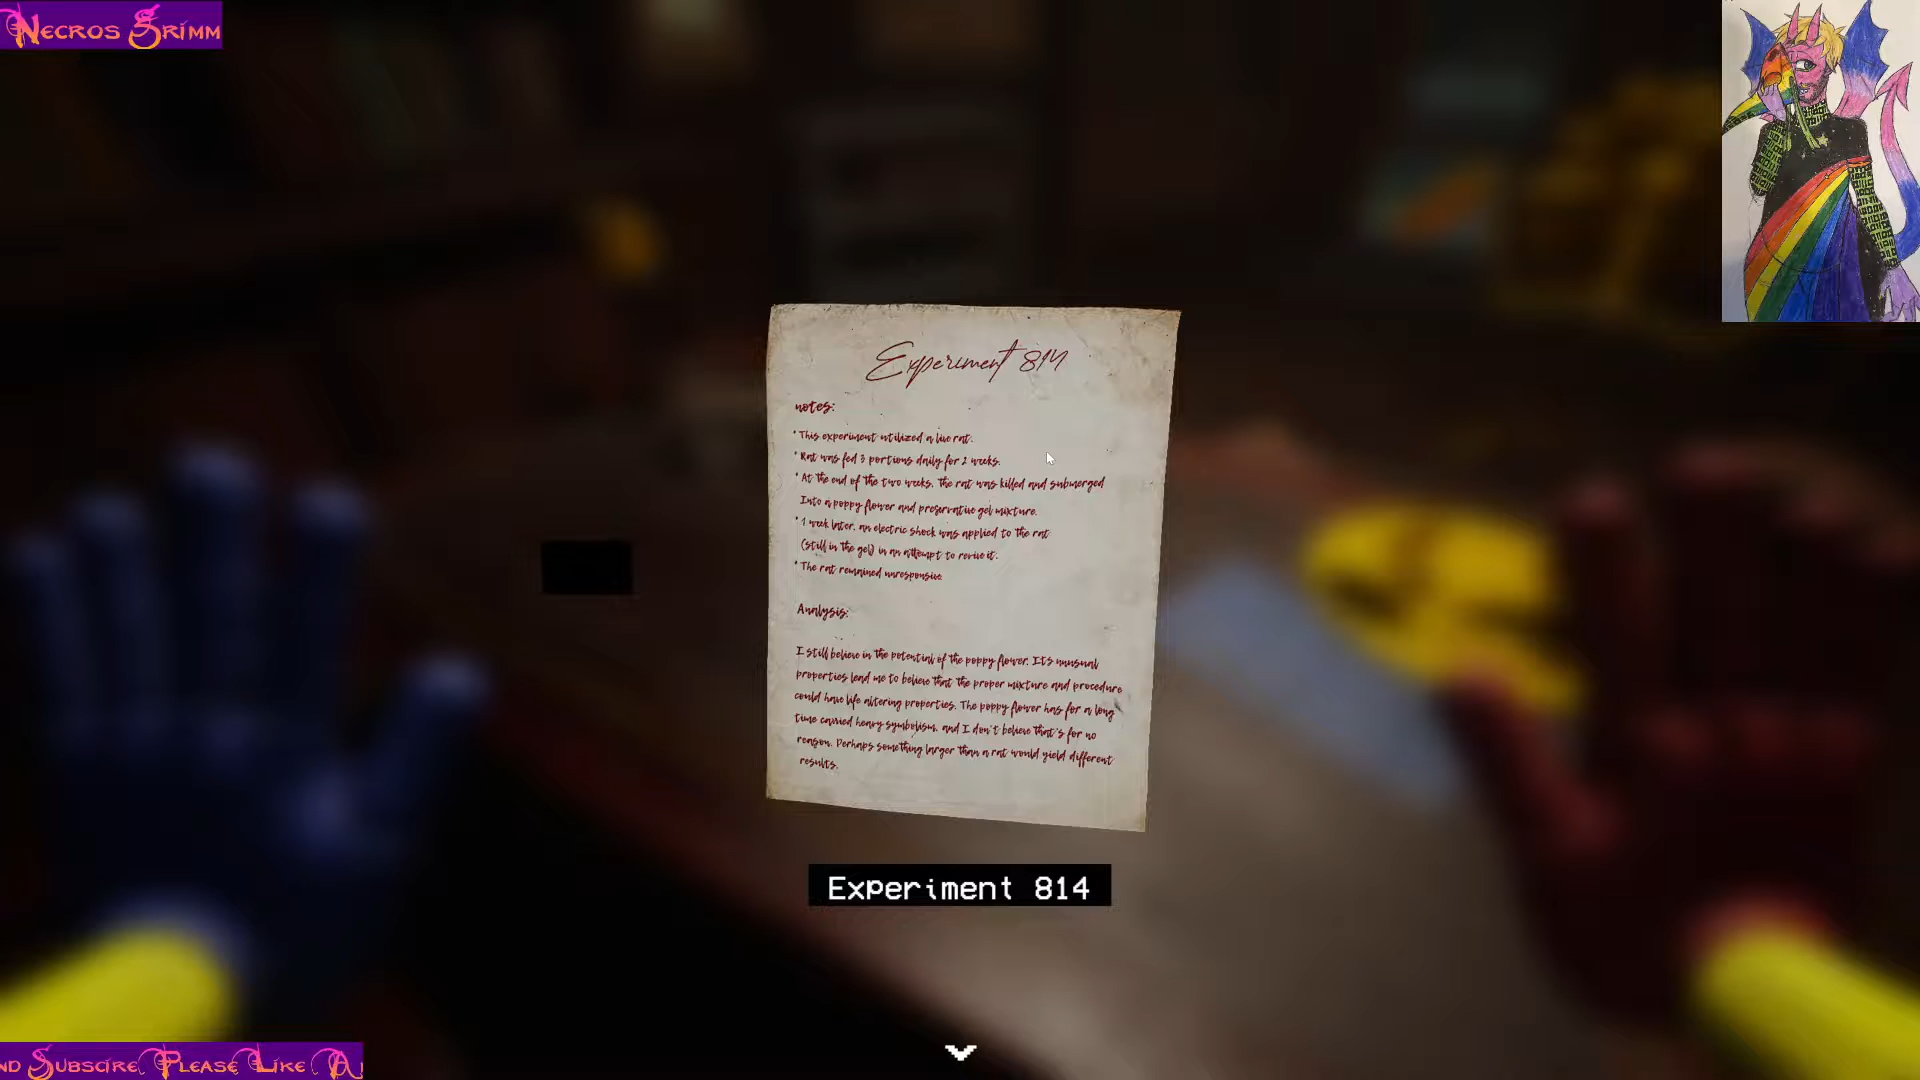 Necros Grimm
Experiment 814
notes:
• This experiment utilized a live rat.
• Rat was fed 3 portions daily for 2 weeks.
• At the end of the two weeks, the rat was killed and submerged
Into a poppy flower and preservative gel mixture.
• 1 week later, an electric shock was applied to the rat
(still in the gel) in an attempt to revive it.
• The rat remained unresponsive.
Analysis:
I still believe in the potential of the poppy flower. It's unusual
properties lead me to believe that the proper mixture and procedure
could have life altering properties. The poppy flower has for a long
time carried heavy symbolism, and I don't believe that's for no
reason. Perhaps something larger than a rat would yield different
results.
Experiment 814
nd Subscire Please Like A